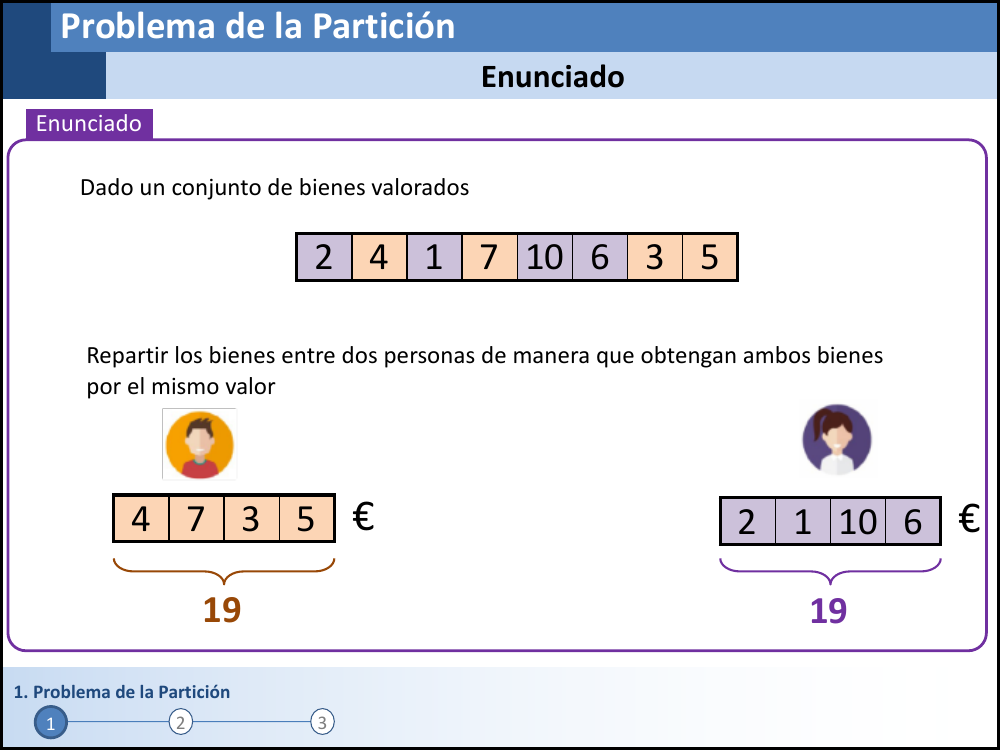 Problema de la Partición
Enunciado
Enunciado
Dado un conjunto de bienes valorados
2 4 1 7 10 6 3 5
Repartir los bienes entre dos personas de manera que obtengan ambos bienes
por el mismo valor
4 7 3 5 €
2 1 10 6 €
19
19
1. Problema de la Partición
1 2 3